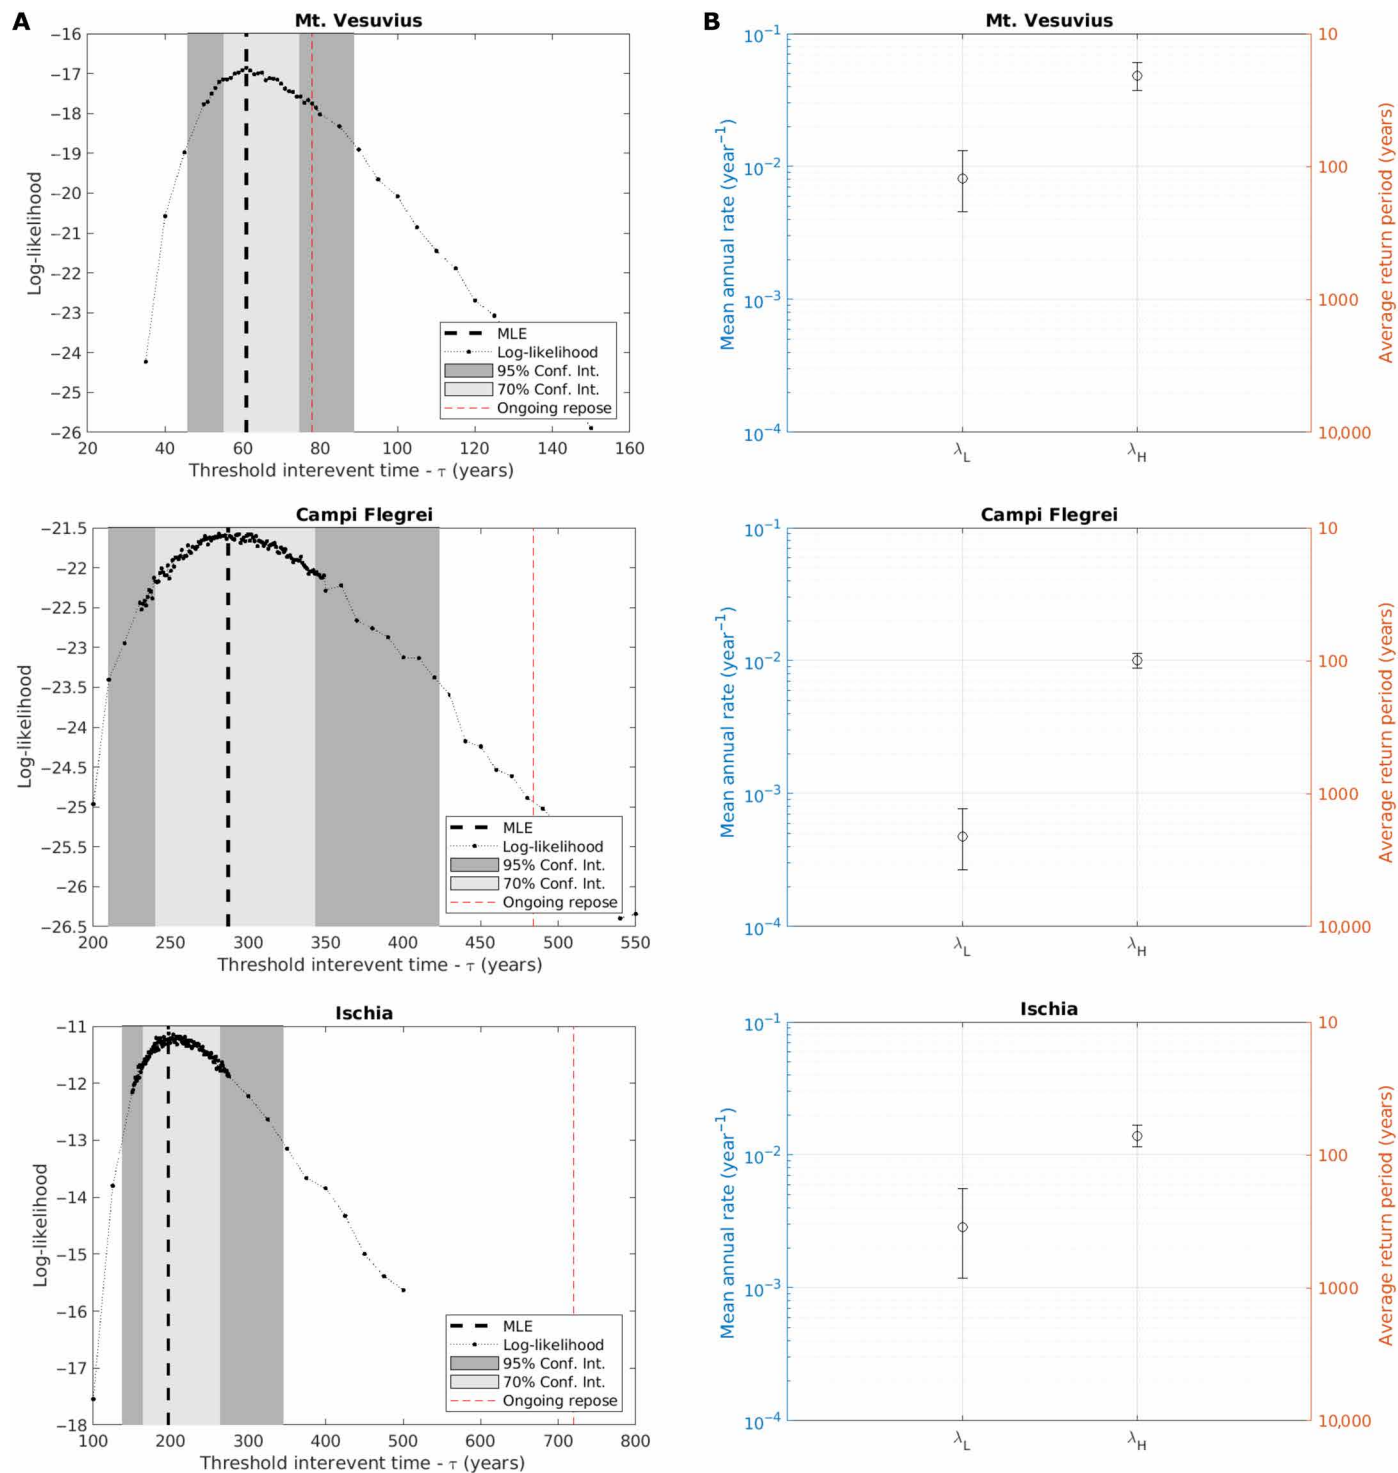 A
Mt. Vesuvius
−16
−17
−18
−19
−20
−21
−22
−23
−24
−25
−26
Log-likelihood
MLE
Log-likelihood
95% Conf. Int.
70% Conf. Int.
Ongoing repose
20 40 60 80 100 120 140 160
Threshold interevent time - τ (years)
B
Mt. Vesuvius
10⁻¹
10⁻²
10⁻³
10⁻⁴
Mean annual rate (year⁻¹)
10
100
1000
10,000
Average return period (years)
λL λH
Campi Flegrei
−21.5
−22
−22.5
−23
−23.5
−24
−24.5
−25
−25.5
−26
−26.5
Log-likelihood
MLE
Log-likelihood
95% Conf. Int.
70% Conf. Int.
Ongoing repose
200 250 300 350 400 450 500 550
Threshold interevent time - τ (years)
Campi Flegrei
10⁻¹
10⁻²
10⁻³
10⁻⁴
Mean annual rate (year⁻¹)
10
100
1000
10,000
Average return period (years)
λL λH
Ischia
−11
−12
−13
−14
−15
−16
−17
−18
Log-likelihood
MLE
Log-likelihood
95% Conf. Int.
70% Conf. Int.
Ongoing repose
100 200 300 400 500 600 700 800
Threshold interevent time - τ (years)
Ischia
10⁻¹
10⁻²
10⁻³
10⁻⁴
Mean annual rate (year⁻¹)
10
100
1000
10,000
Average return period (years)
λL λH